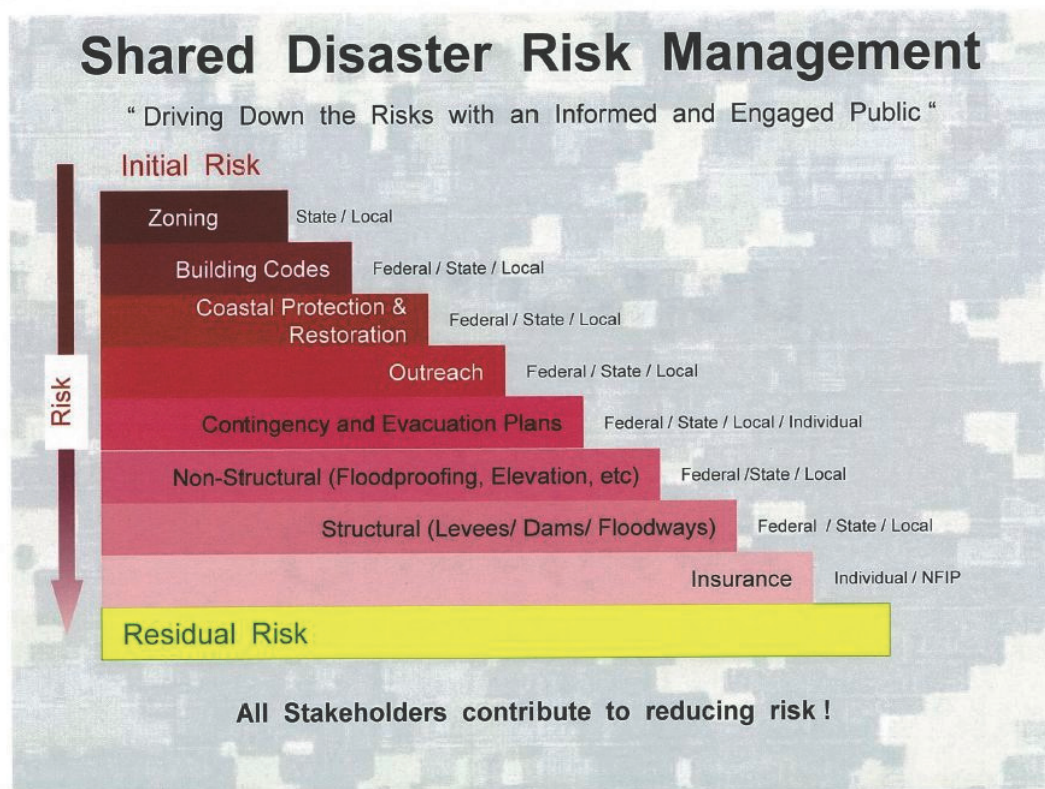 Shared Disaster Risk Management
“ Driving Down the Risks with an Informed and Engaged Public “
Initial Risk
Zoning State / Local
Building Codes Federal / State / Local
Coastal Protection &
Restoration Federal / State / Local
Outreach Federal / State / Local
Contingency and Evacuation Plans Federal / State / Local / Individual
Risk
Non-Structural (Floodproofing, Elevation, etc) Federal /State / Local
Structural (Levees/ Dams/ Floodways) Federal / State / Local
Insurance Individual / NFIP
Residual Risk
All Stakeholders contribute to reducing risk !